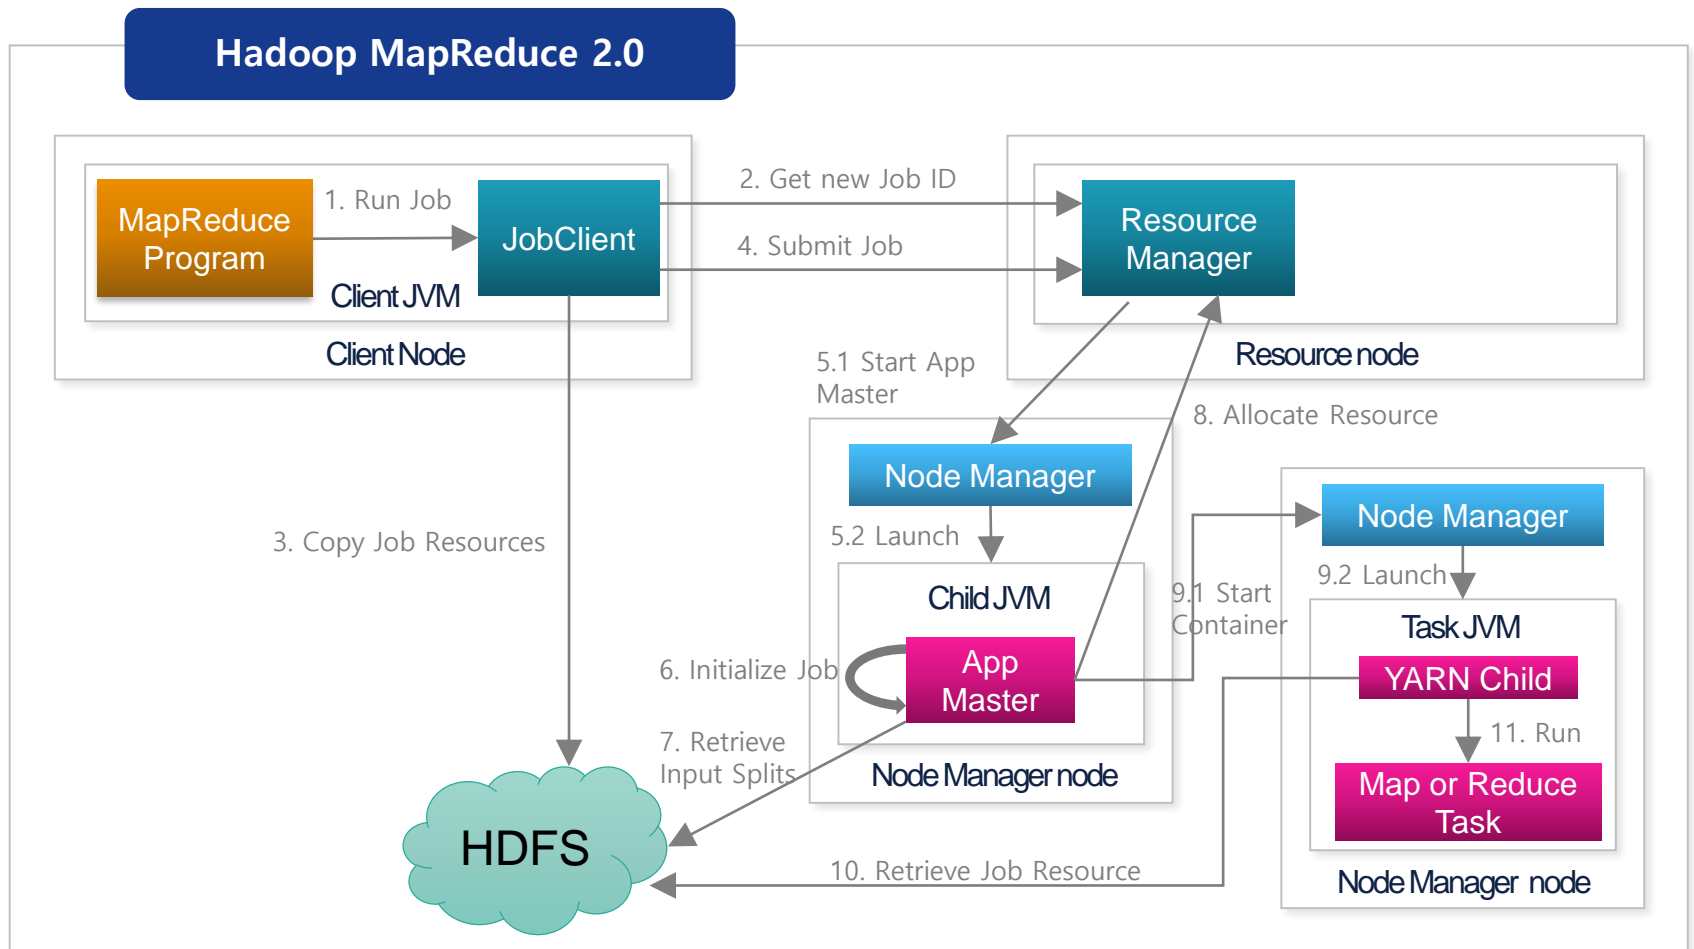 Hadoop MapReduce 2.0
MapReduce
Program
1. Run Job
JobClient
Client JVM
Client Node
2. Get new Job ID
4. Submit Job
Resource
Manager
Resource node
5.1 Start App
Master
8. Allocate Resource
Node Manager
5.2 Launch
3. Copy Job Resources
Child JVM
6. Initialize Job
App
Master
7. Retrieve
Input Splits
Node Manager node
9.1 Start
Container
Node Manager
9.2 Launch
Task JVM
YARN Child
11. Run
Map or Reduce
Task
Node Manager node
HDFS
10. Retrieve Job Resource